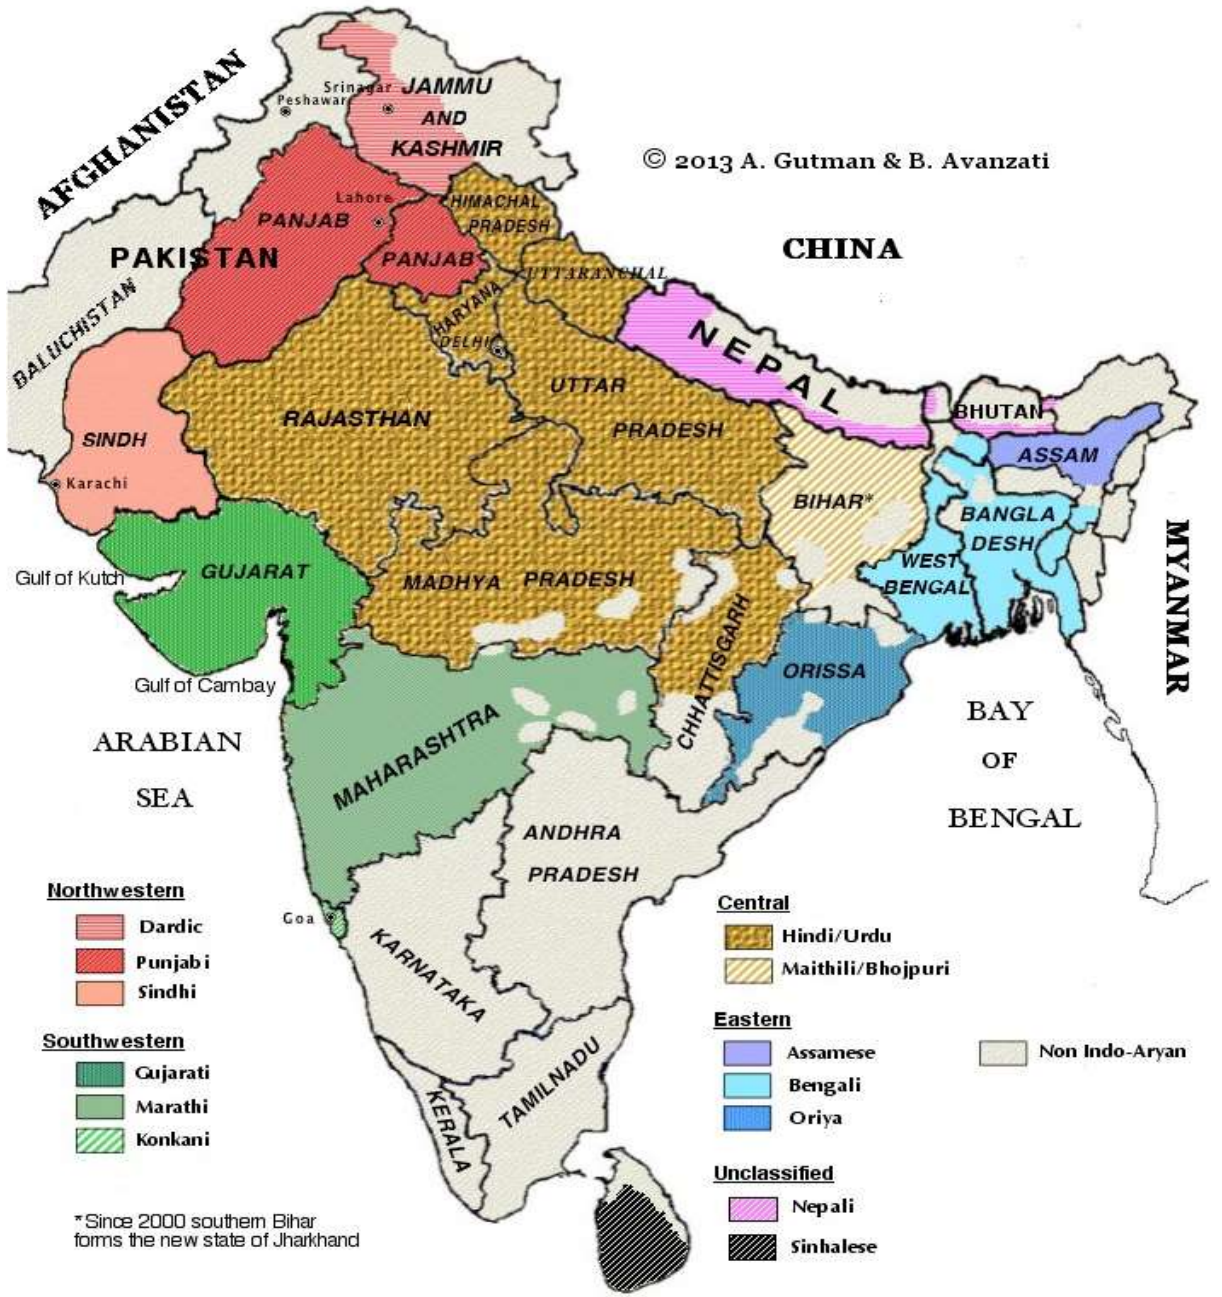 AFGHANISTAN
Srinagar
Peshawar
JAMMU
AND
KASHMIR
© 2013 A. Gutman & B. Avanzati
Lahore
HIMACHAL
PRADESH
PANJAB
PANJAB
CHINA
PAKISTAN
UTTARANCHAL
BALUCHISTAN
HARYANA
DELHI
NEPAL
UTTAR
PRADESH
RAJASTHAN
BHUTAN
SINDH
ASSAM
Karachi
BIHAR*
BANGLA
DESH
WEST
BENGAL
MYANMAR
Gulf of Kutch
GUJARAT
MADHYA PRADESH
CHHATTISGARH
ORISSA
Gulf of Cambay
ARABIAN
SEA
MAHARASHTRA
BAY
OF
BENGAL
ANDHRA
PRADESH
Goa
KARNATAKA
KERALA
TAMILNADU
Northwestern
Dardic
Punjabi
Sindhi
Southwestern
Gujarati
Marathi
Konkani
Central
Hindi/Urdu
Maithili/Bhojpuri
Eastern
Assamese
Bengali
Oriya
Non Indo-Aryan
Unclassified
Nepali
Sinhalese
*Since 2000 southern Bihar
forms the new state of Jharkhand